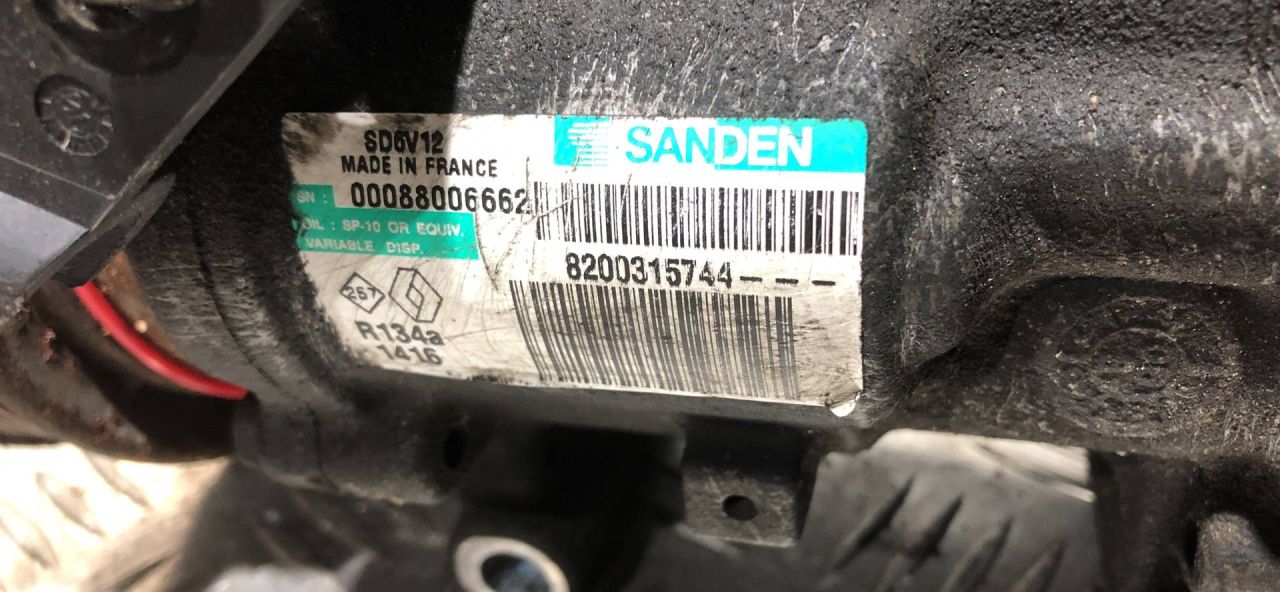 SD6V12
MADE IN FRANCE
SANDEN
SN : 00088006662
OIL : SP-10 OR EQUIV.
VARIABLE DISP.
8200315744– – –
257
R134a
1416